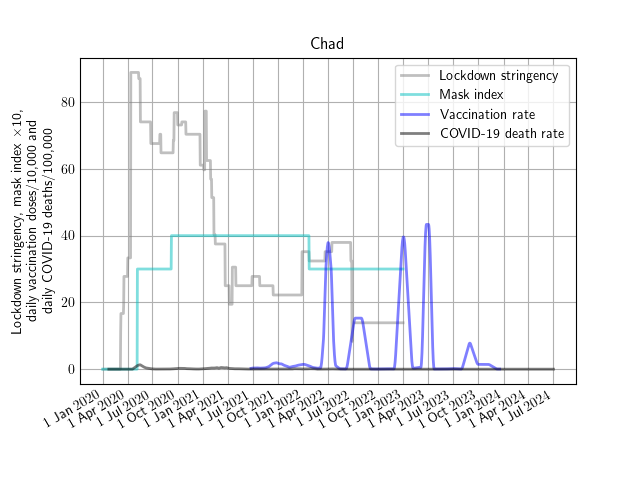 Chad
Lockdown stringency
Mask index
Vaccination rate
COVID-19 death rate
Lockdown stringency, mask index ×10,
daily vaccination doses/10,000 and
daily COVID-19 deaths/100,000
80
60
40
20
0
1 Jan 2020
1 Apr 2020
1 Jul 2020
1 Oct 2020
1 Jan 2021
1 Apr 2021
1 Jul 2021
1 Oct 2021
1 Jan 2022
1 Apr 2022
1 Jul 2022
1 Oct 2022
1 Jan 2023
1 Apr 2023
1 Jul 2023
1 Oct 2023
1 Jan 2024
1 Apr 2024
1 Jul 2024